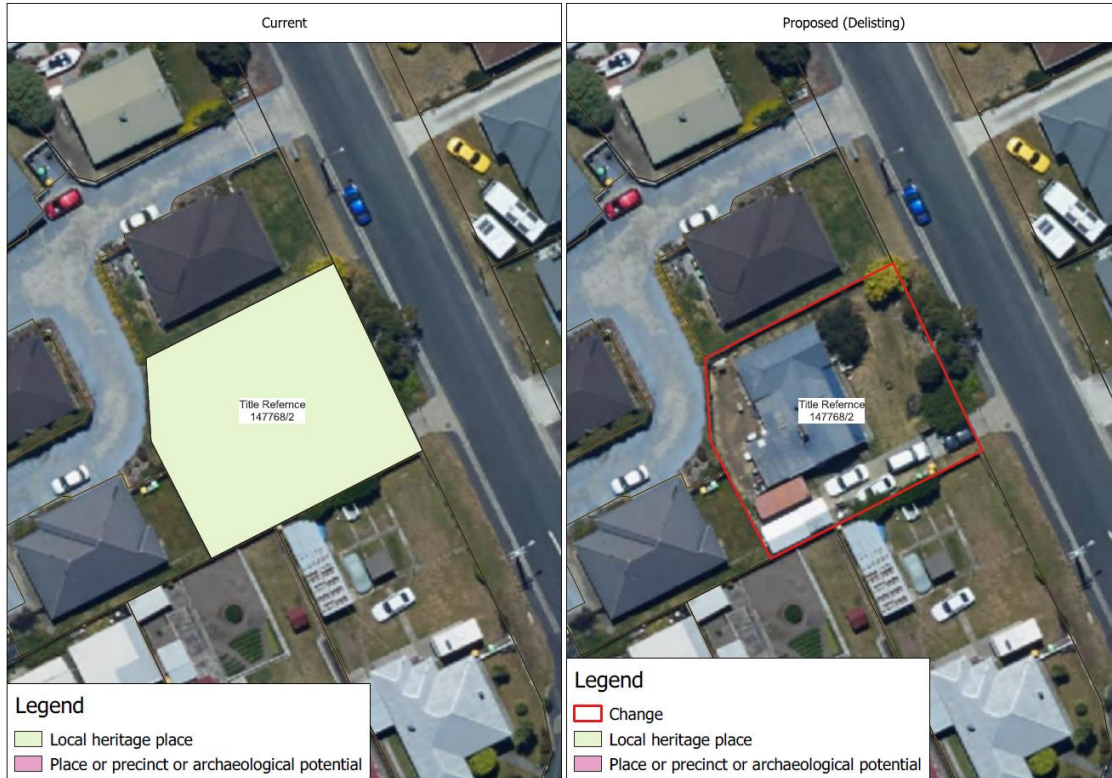 Current
Title Refernce
147768/2
Legend
Local heritage place
Place or precinct or archaeological potential
Proposed (Delisting)
Title Refernce
147768/2
Legend
Change
Local heritage place
Place or precinct or archaeological potential